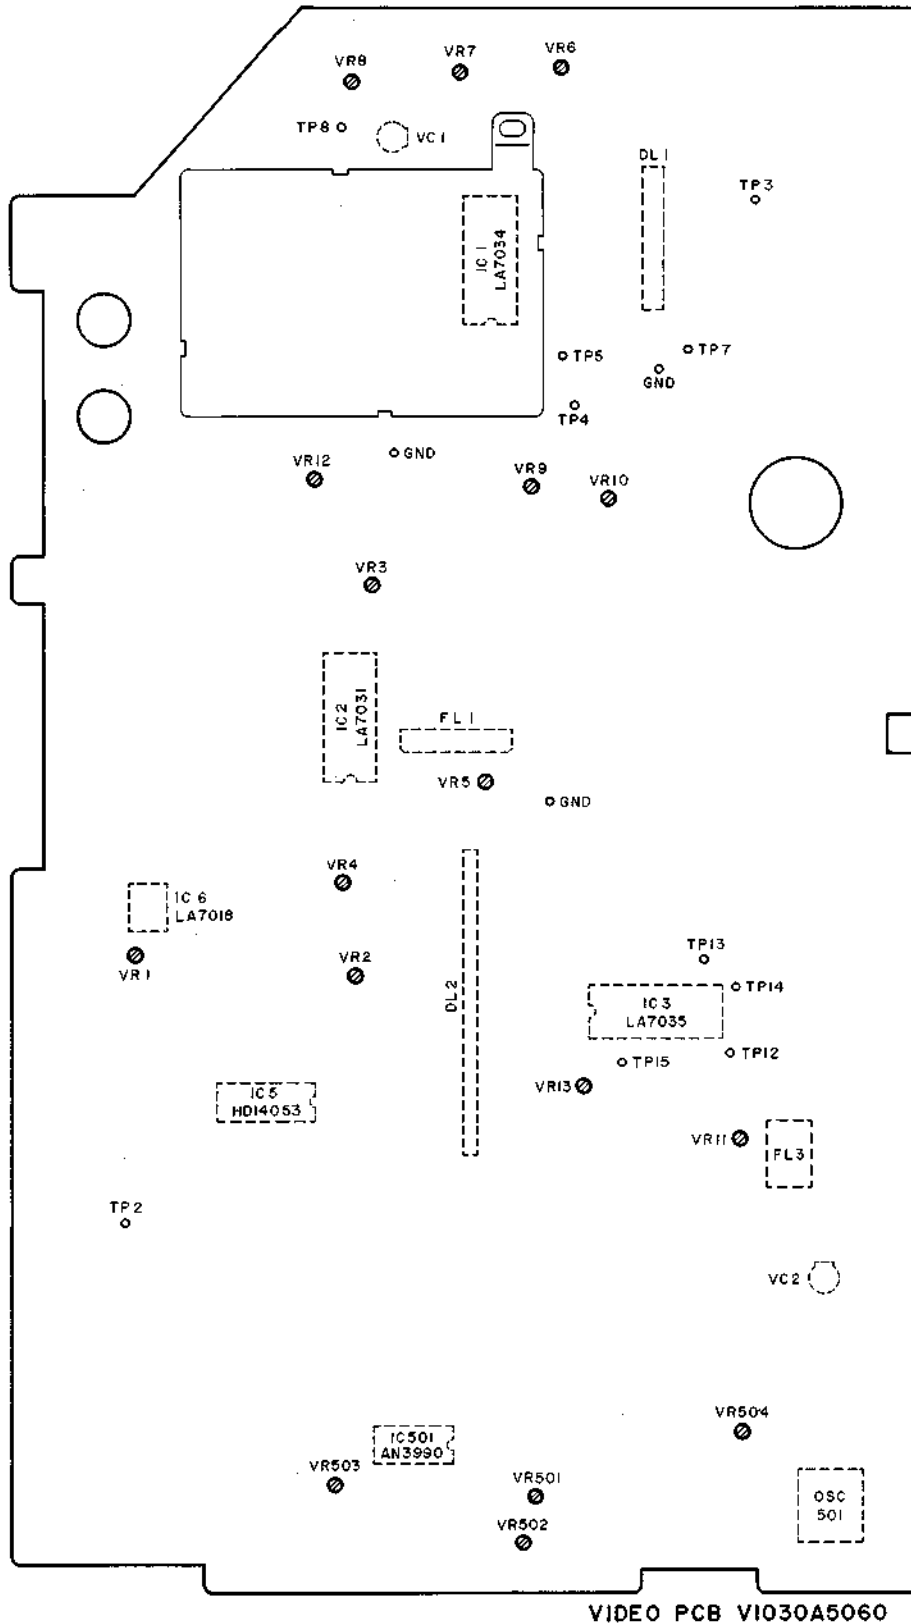 VR8
VR7
VR6
TP8
VC1
DL1
TP3
IC1
LA7034
TP5
TP7
GND
TP4
GND
VR12
VR9
VR10
VR3
IC2
LA7031
FL1
VR5
GND
VR4
IC6
LA7018
VR1
VR2
DL2
TP13
TP14
IC3
LA7035
TP12
TP15
VR13
IC5
HD14053
VR11
FL3
TP2
VC2
VR504
IC501
AN3990
VR503
VR501
OSC
501
VR502
VIDEO PCB VI030A5060